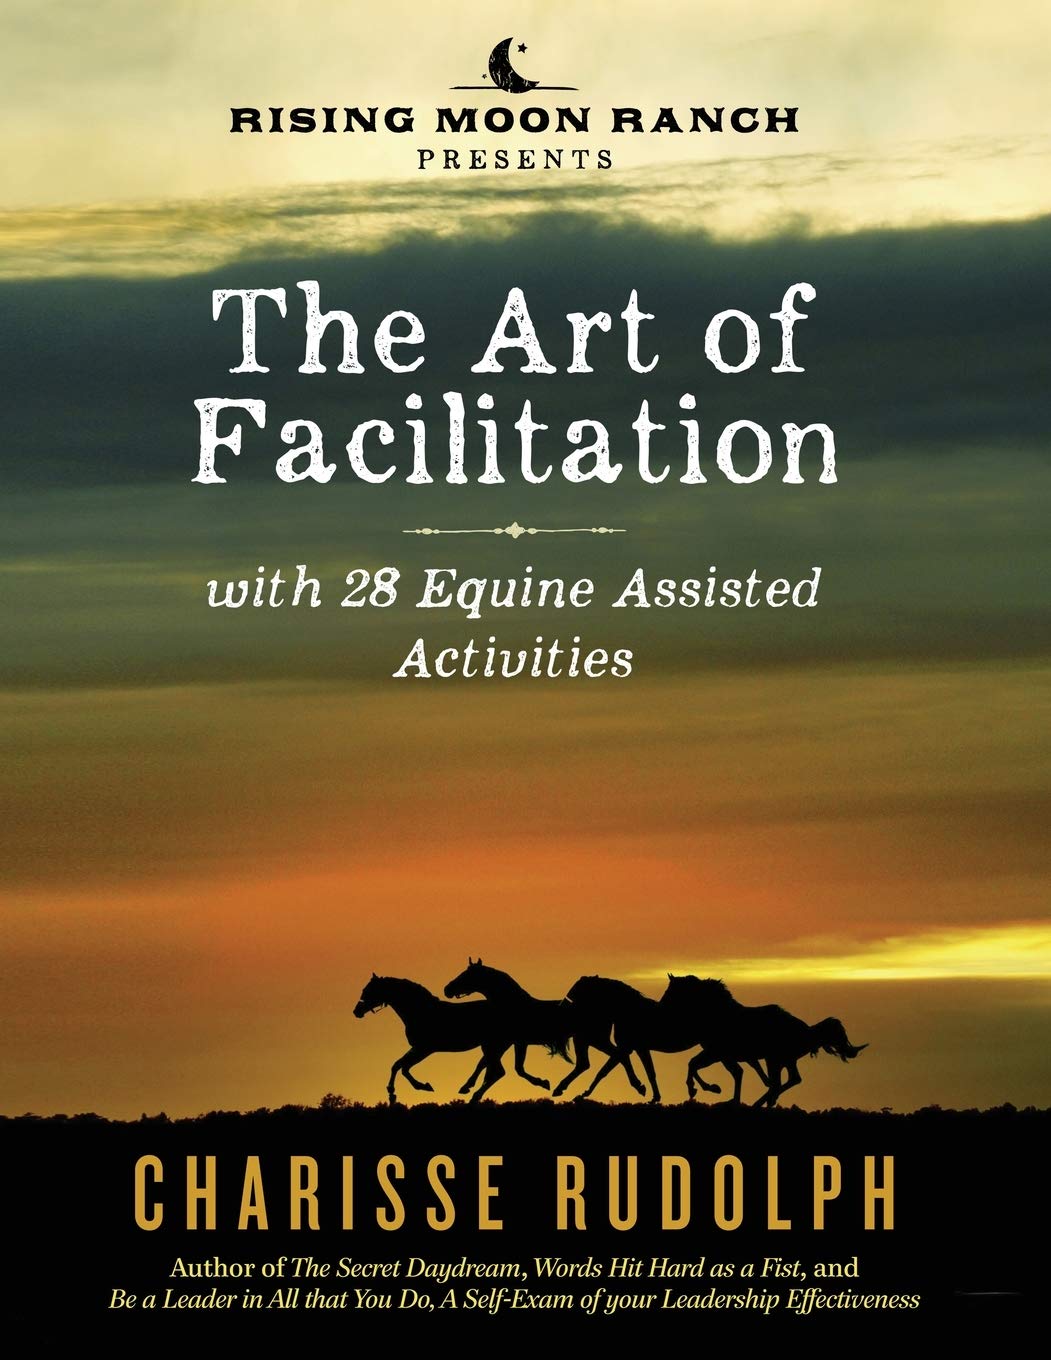 RISING MOON RANCH
PRESENTS
The Art of
Facilitation
with 28 Equine Assisted
Activities
CHARISSE RUDOLPH
Author of The Secret Daydream, Words Hit Hard as a Fist, and
Be a Leader in All that You Do, A Self-Exam of your Leadership Effectiveness